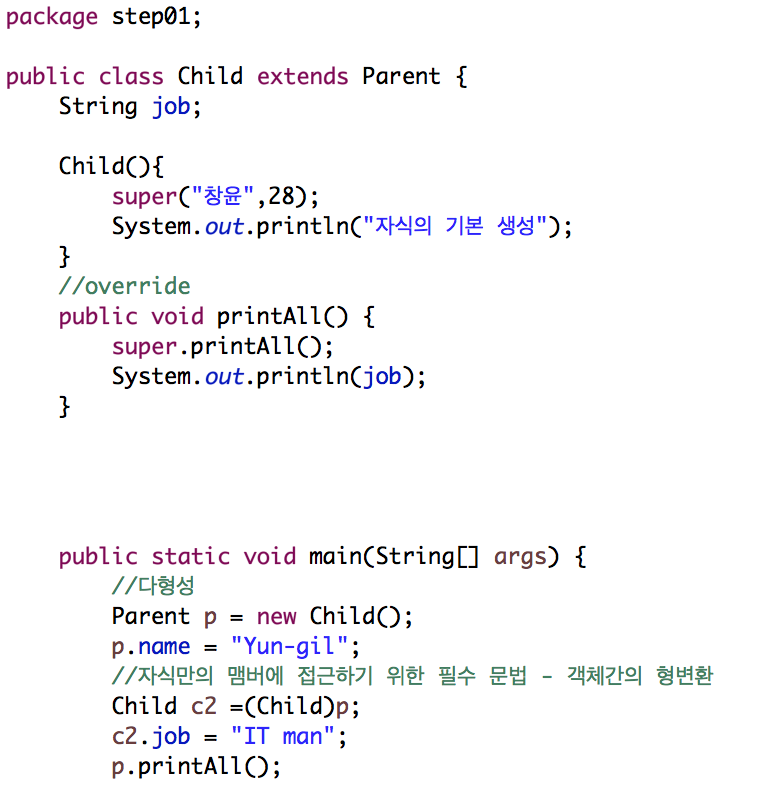 package step01;
public class Child extends Parent {
String job;
Child(){
super("창윤",28);
System.out.println("자식의 기본 생성");
}
//override
public void printAll() {
super.printAll();
System.out.println(job);
}
public static void main(String[] args) {
//다형성
Parent p = new Child();
p.name = "Yun-gil";
//자식만의 맴버에 접근하기 위한 필수 문법 - 객체간의 형변환
Child c2 =(Child)p;
c2.job = "IT man";
p.printAll();